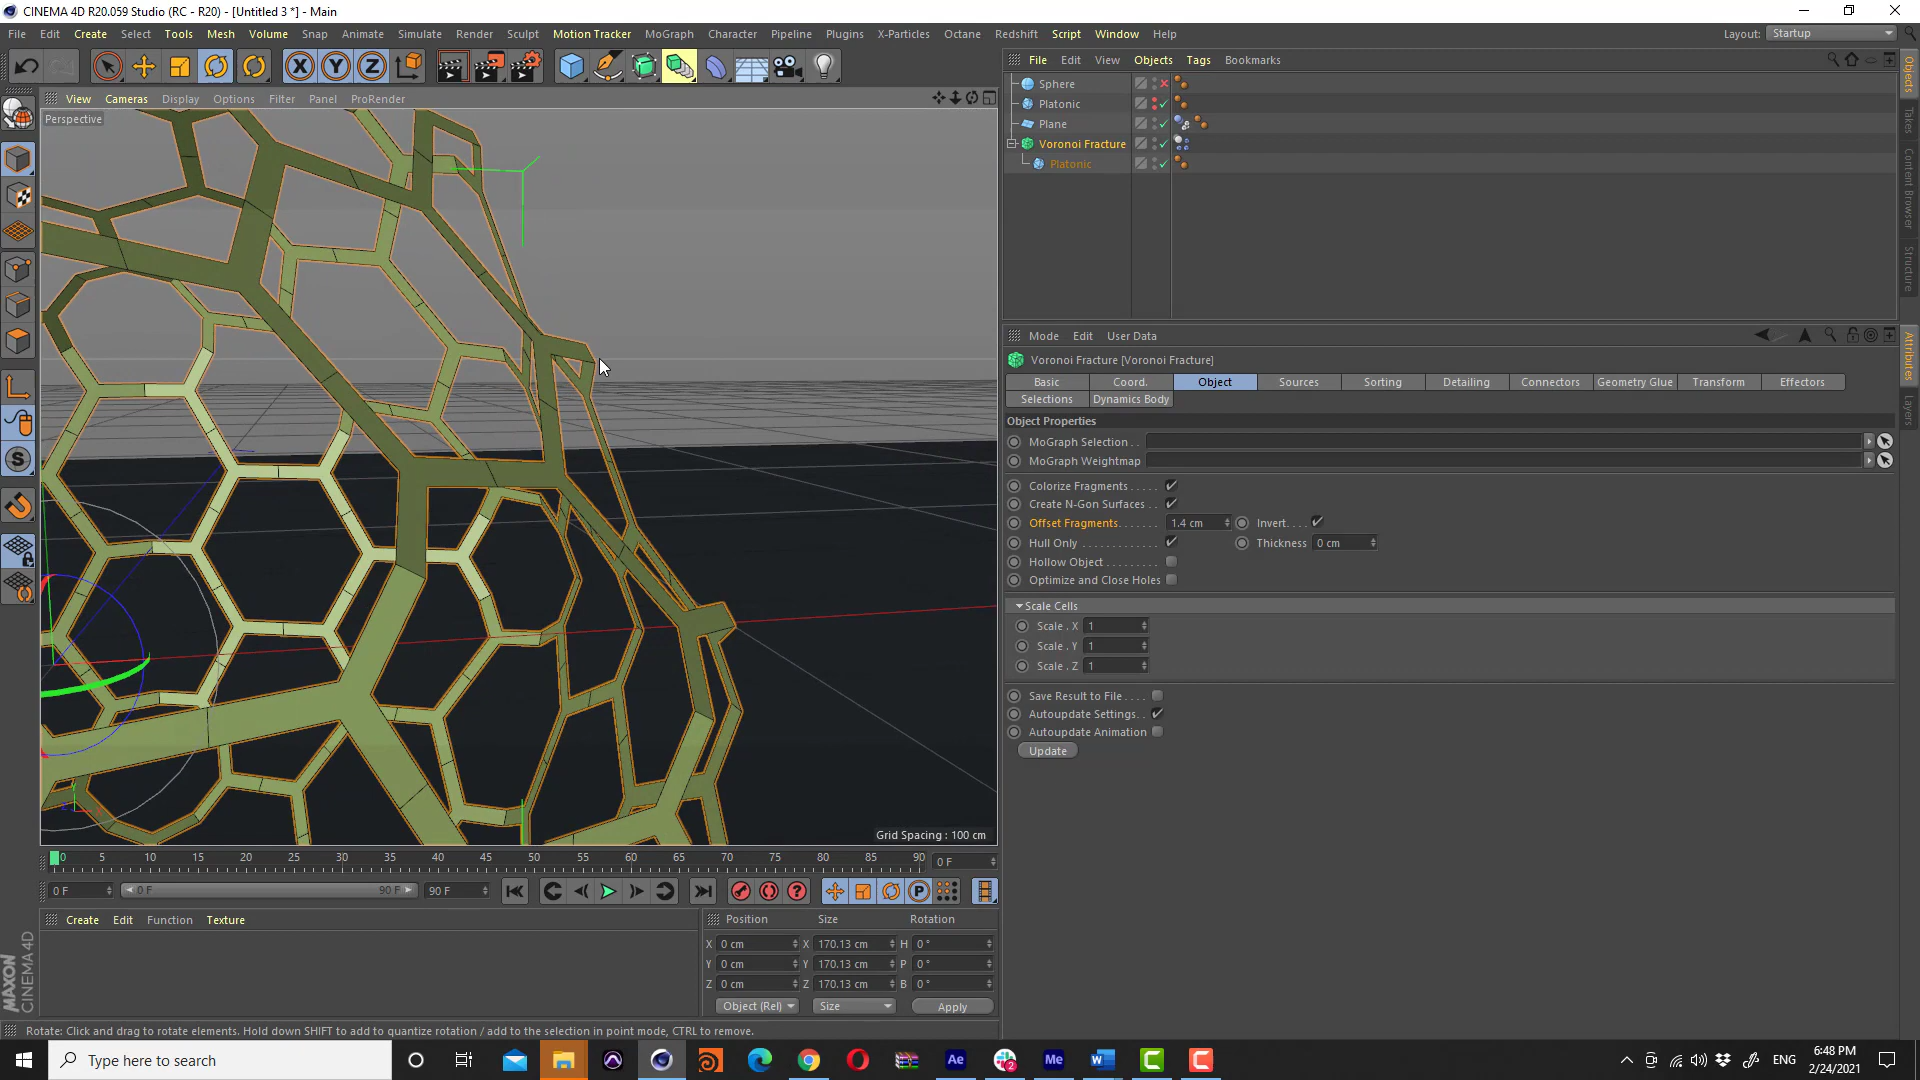 CINEMA 4D R20.059 Studio (RC - R20) - [Untitled 3 *] - Main
File Edit Create Select Tools Mesh Volume Snap Animate Simulate Render Sculpt Motion Tracker MoGraph Character Pipeline Plugins X-Particles Octane Redshift Script Window Help Layout: Startup
X Y Z
File Edit View Objects Tags Bookmarks
View Cameras Display Options Filter Panel ProRender
Perspective
Sphere
Platonic
Plane
Voronoi Fracture
Platonic
Objects
Takes
Content Browser
Structure
Mode Edit User Data
Voronoi Fracture [Voronoi Fracture]
Basic Coord. Object Sources Sorting Detailing Connectors Geometry Glue Transform Effectors
Selections Dynamics Body
Attributes
Layers
Object Properties
MoGraph Selection . .
MoGraph Weightmap
Colorize Fragments . . . . .
Create N-Gon Surfaces . .
Offset Fragments. . . . . . . 1.4 cm Invert. . . .
Hull Only . . . . . . . . . . . . Thickness 0 cm
Hollow Object . . . . . . . . .
Optimize and Close Holes
Scale Cells
Scale . X 1
Scale . Y 1
Scale . Z 1
Save Result to File . . . .
Autoupdate Settings. .
Autoupdate Animation
Update
Grid Spacing : 100 cm
0 5 10 15 20 25 30 35 40 45 50 55 60 65 70 75 80 85 90 0 F
0 F 0 F 90 F 90 F
Create Edit Function Texture
Position Size Rotation
X 0 cm X 170.13 cm H 0 °
Y 0 cm Y 170.13 cm P 0 °
Z 0 cm Z 170.13 cm B 0 °
Object (Rel) Size Apply
MAXON CINEMA 4D
Rotate: Click and drag to rotate elements. Hold down SHIFT to add to quantize rotation / add to the selection in point mode, CTRL to remove.
Type here to search
Ae
2
Me
W
C
C
ENG
6:48 PM
2/24/2021